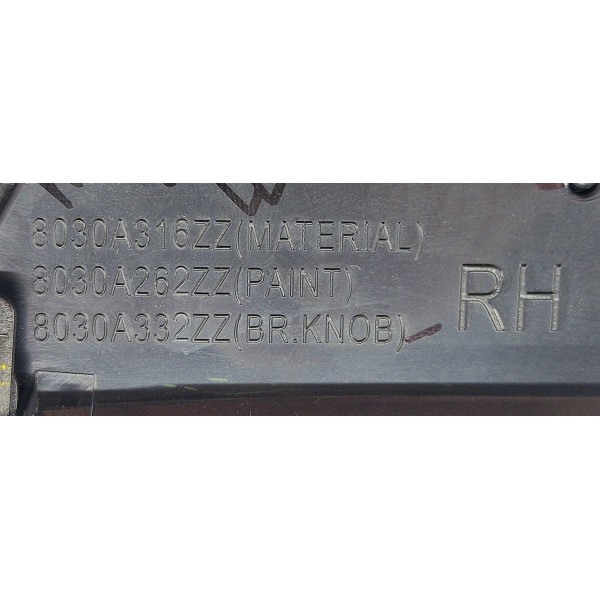 8030A316ZZ(MATERIAL)
8030A262ZZ(PAINT)
8030A332ZZ(BR.KNOB)
RH